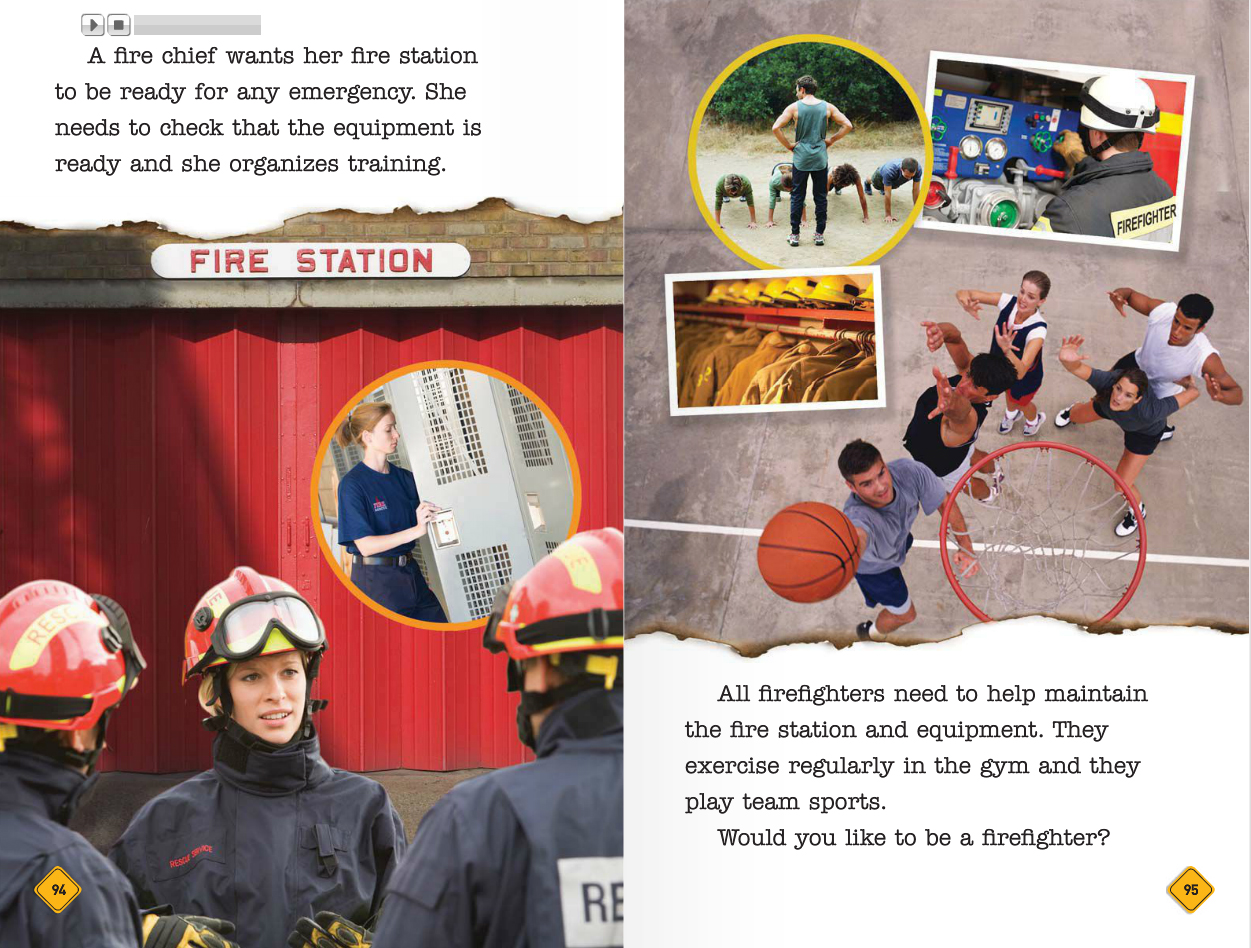 A fire chief wants her fire station
to be ready for any emergency. She
needs to check that the equipment is
ready and she organizes training.
FIRE STATION
RESCUE
RESCUE SERVICE
RE
94
FIREFIGHTER
All firefighters need to help maintain
the fire station and equipment. They
exercise regularly in the gym and they
play team sports.
Would you like to be a firefighter?
95